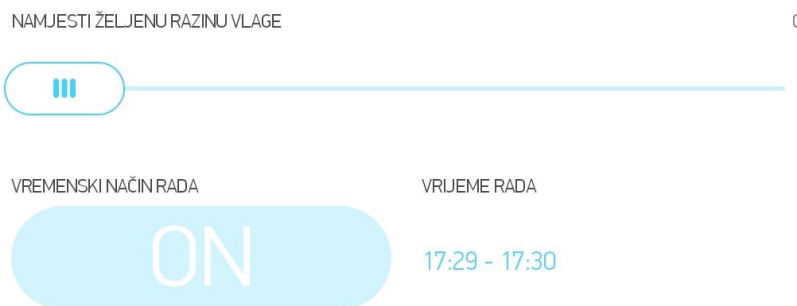 NAMJESTI ŽELJENU RAZINU VLAGE
VREMENSKI NAČIN RADA
VRIJEME RADA
ON
17:29 - 17:30